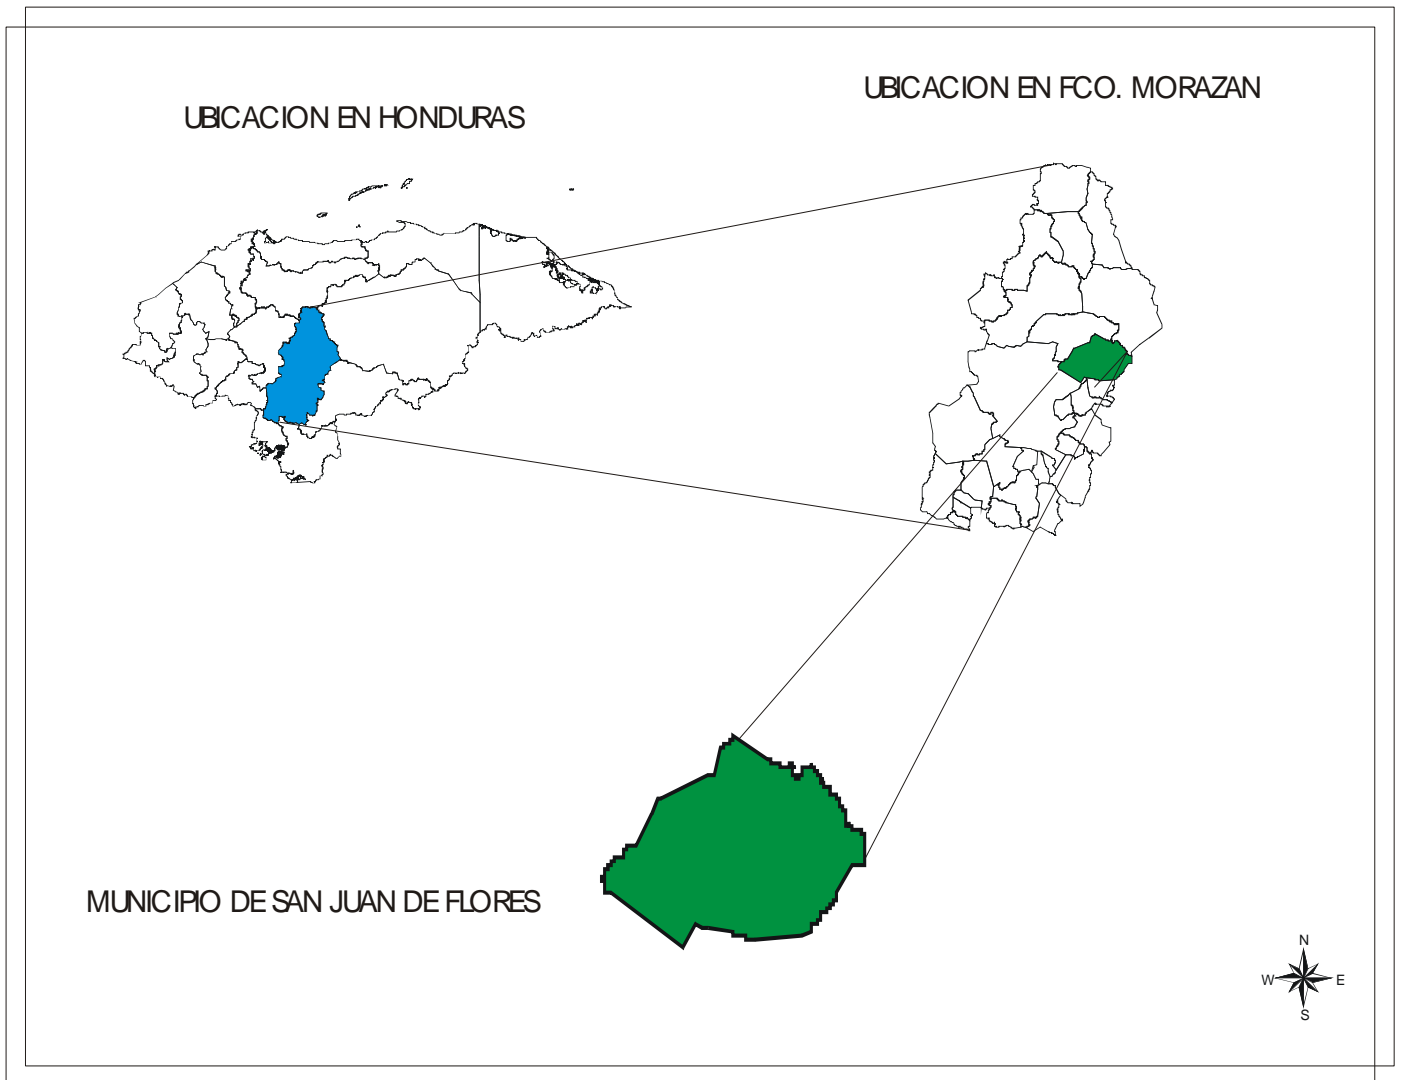 UBICACION EN FCO. MORAZAN
UBICACION EN HONDURAS
MUNICIPIO DE SAN JUAN DE FLORES
N
W E
S